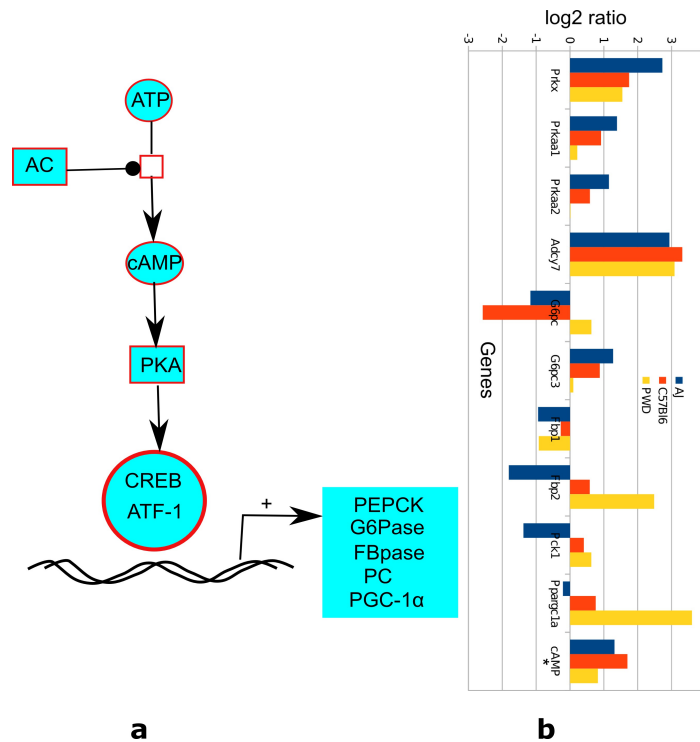 ATP
AC
cAMP
PKA
CREB
ATF-1
+
PEPCK
G6Pase
FBpase
PC
PGC-1α
a
log2 ratio
-3 -2 -1 0 1 2 3
Prkx
Prkaa1
Prkaa2
Adcy7
G6pc
G6pc3
Fbp1
Fbp2
Pck1
Ppargc1a
cAMP
*
Genes
AJ
C57Bl6
PWD
b